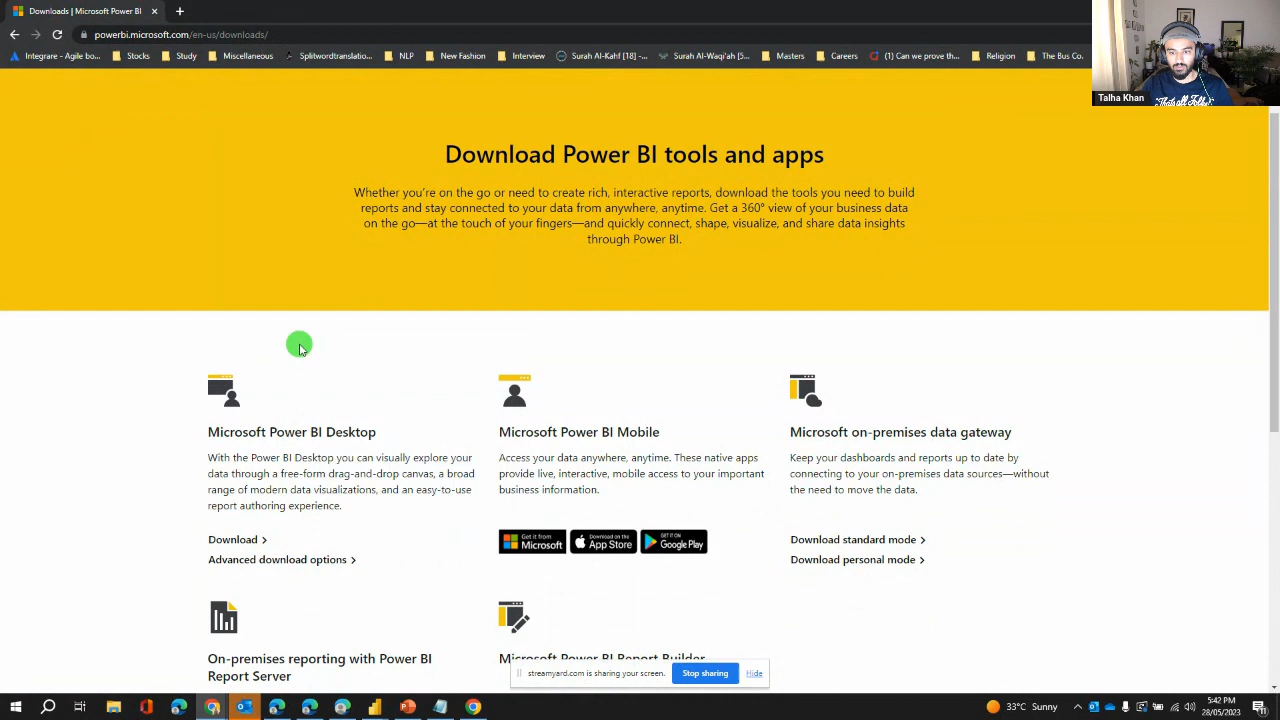 Downloads | Microsoft Power BI
powerbi.microsoft.com/en-us/downloads/
Integrare - Agile bo... Stocks Study Miscellaneous Splitwordtranslatio... NLP New Fashion Interview Surah Al-Kahf [18] -... Surah Al-Waqi'ah [5... Masters Careers (1) Can we prove th... Religion The Bus Co.
Talha Khan
"Thats all Folks!"
Download Power BI tools and apps
Whether you're on the go or need to create rich, interactive reports, download the tools you need to build
reports and stay connected to your data from anywhere, anytime. Get a 360° view of your business data
on the go—at the touch of your fingers—and quickly connect, shape, visualize, and share data insights
through Power BI.
Microsoft Power BI Desktop
With the Power BI Desktop you can visually explore your
data through a free-form drag-and-drop canvas, a broad
range of modern data visualizations, and an easy-to-use
report authoring experience.
Download
Advanced download options
Microsoft Power BI Mobile
Access your data anywhere, anytime. These native apps
provide live, interactive, mobile access to your important
business information.
Get it from
Microsoft
Download on the
App Store
GET IT ON
Google Play
Microsoft on-premises data gateway
Keep your dashboards and reports up to date by
connecting to your on-premises data sources—without
the need to move the data.
Download standard mode
Download personal mode
On-premises reporting with Power BI
Report Server
Microsoft Power BI Report Builder
streamyard.com is sharing your screen. Stop sharing Hide
33°C Sunny
5:42 PM
28/05/2023